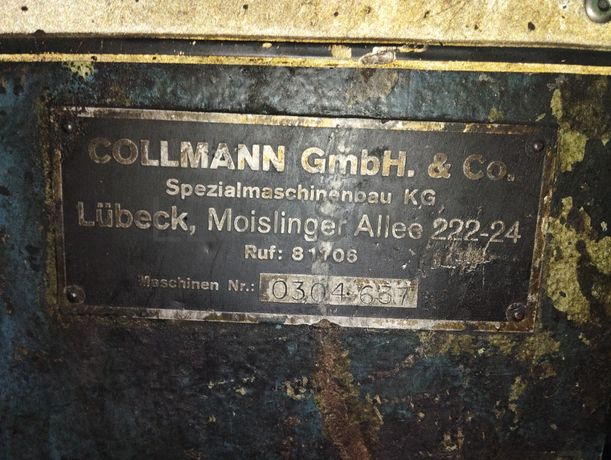 COLLMANN GmbH. & Co.
Spezialmaschinenbau KG
Lübeck, Moislinger Allee 222-24
Ruf: 81706
Maschinen Nr.: 0304 657